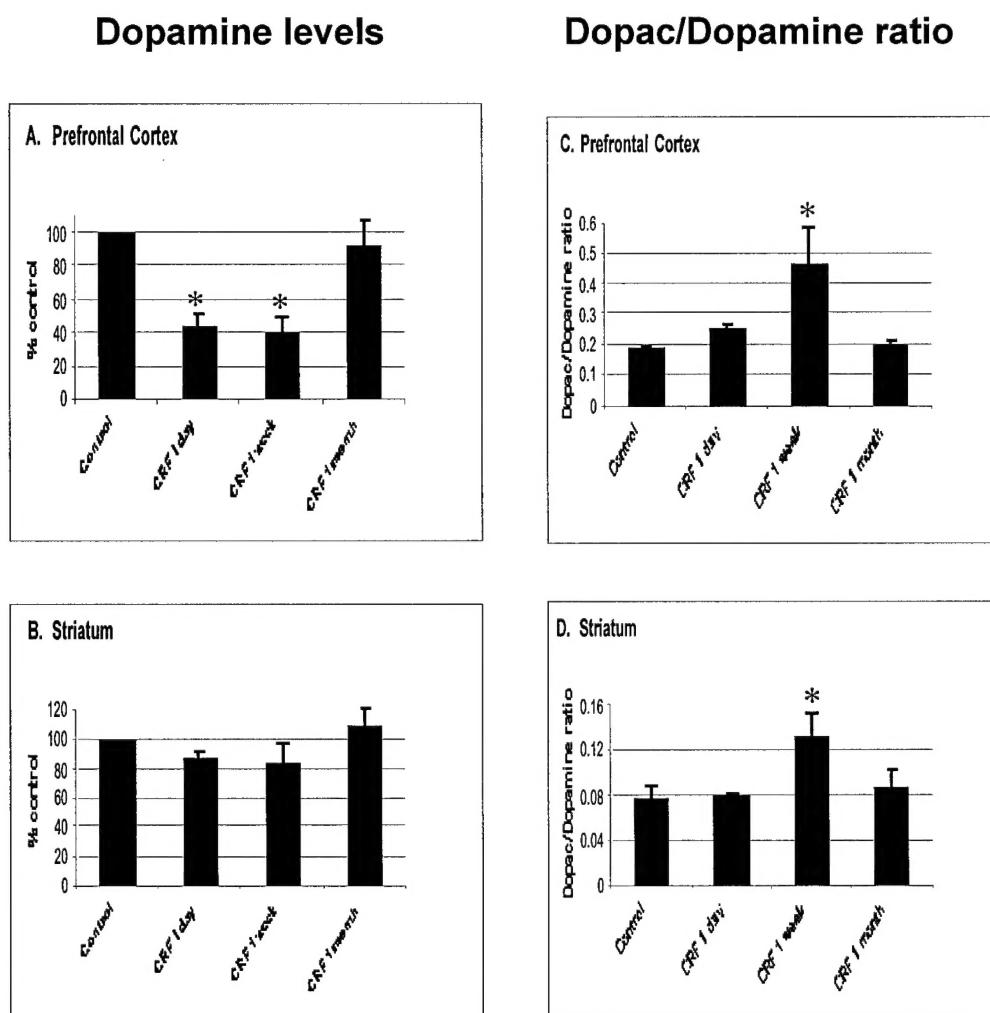 Dopamine levels
Dopac/Dopamine ratio
A. Prefrontal Cortex
% control
100
80
60
40
20
0
*
*
Control
CRF 1 day
CRF 1 week
CRF 1 month
C. Prefrontal Cortex
Dopac/Dopamine ratio
0.6
0.5
0.4
0.3
0.2
0.1
0
*
Control
CRF 1 day
CRF 1 week
CRF 1 month
B. Striatum
% control
120
100
80
60
40
20
0
Control
CRF 1 day
CRF 1 week
CRF 1 month
D. Striatum
Dopac/Dopamine ratio
0.16
0.12
0.08
0.04
0
*
Control
CRF 1 day
CRF 1 week
CRF 1 month